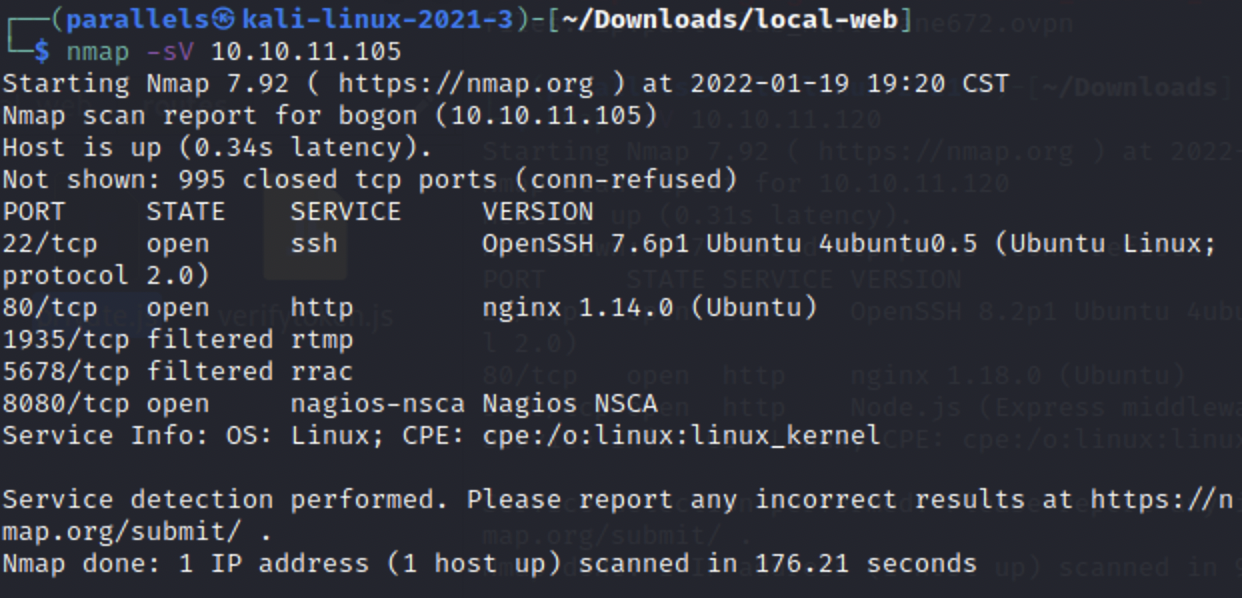 ┌──(parallels㉿kali-linux-2021-3)-[~/Downloads/local-web]
└─$ nmap -sV 10.10.11.105
Starting Nmap 7.92 ( https://nmap.org ) at 2022-01-19 19:20 CST
Nmap scan report for bogon (10.10.11.105)
Host is up (0.34s latency).
Not shown: 995 closed tcp ports (conn-refused)
PORT     STATE    SERVICE     VERSION
22/tcp   open     ssh         OpenSSH 7.6p1 Ubuntu 4ubuntu0.5 (Ubuntu Linux;
protocol 2.0)
80/tcp   open     http        nginx 1.14.0 (Ubuntu)
1935/tcp filtered rtmp
5678/tcp filtered rrac
8080/tcp open     nagios-nsca Nagios NSCA
Service Info: OS: Linux; CPE: cpe:/o:linux:linux_kernel

Service detection performed. Please report any incorrect results at https://n
map.org/submit/ .
Nmap done: 1 IP address (1 host up) scanned in 176.21 seconds